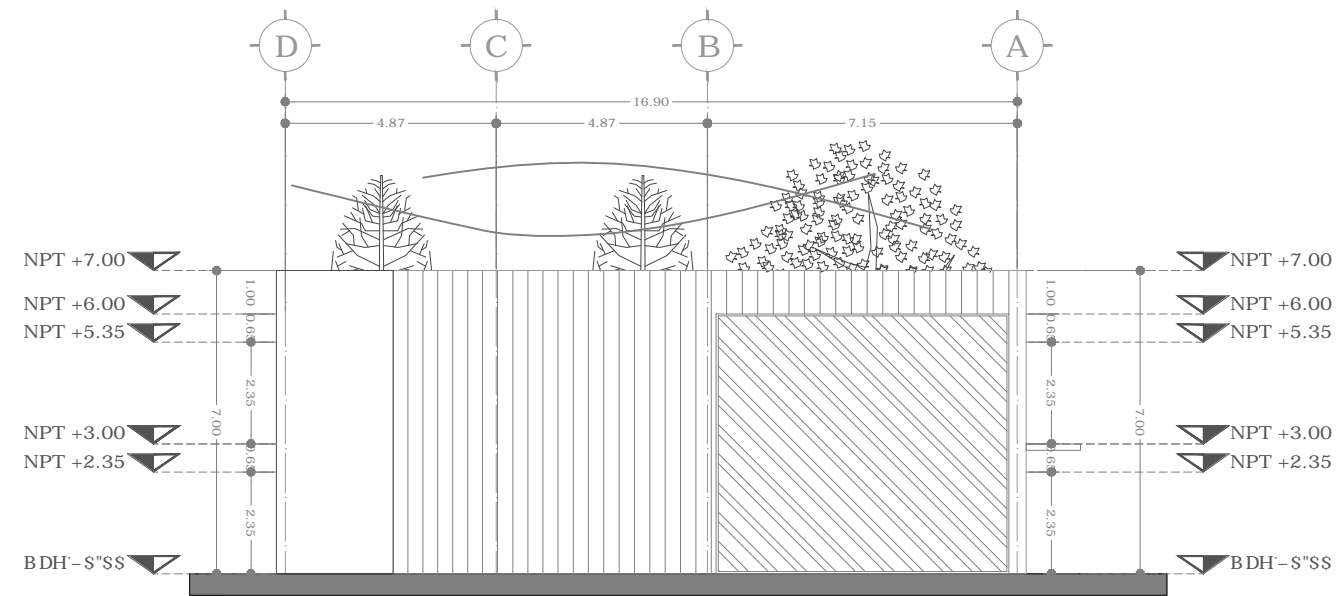 D C B A
16.90
4.87 4.87 7.15
NPT +7.00 NPT +7.00
1.00 1.00
NPT +6.00 NPT +6.00
0.65
NPT +5.35 NPT +5.35
2.35 2.35
7.00 7.00
NPT +3.00 NPT +3.00
NPT +2.35 NPT +2.35
2.35 2.35